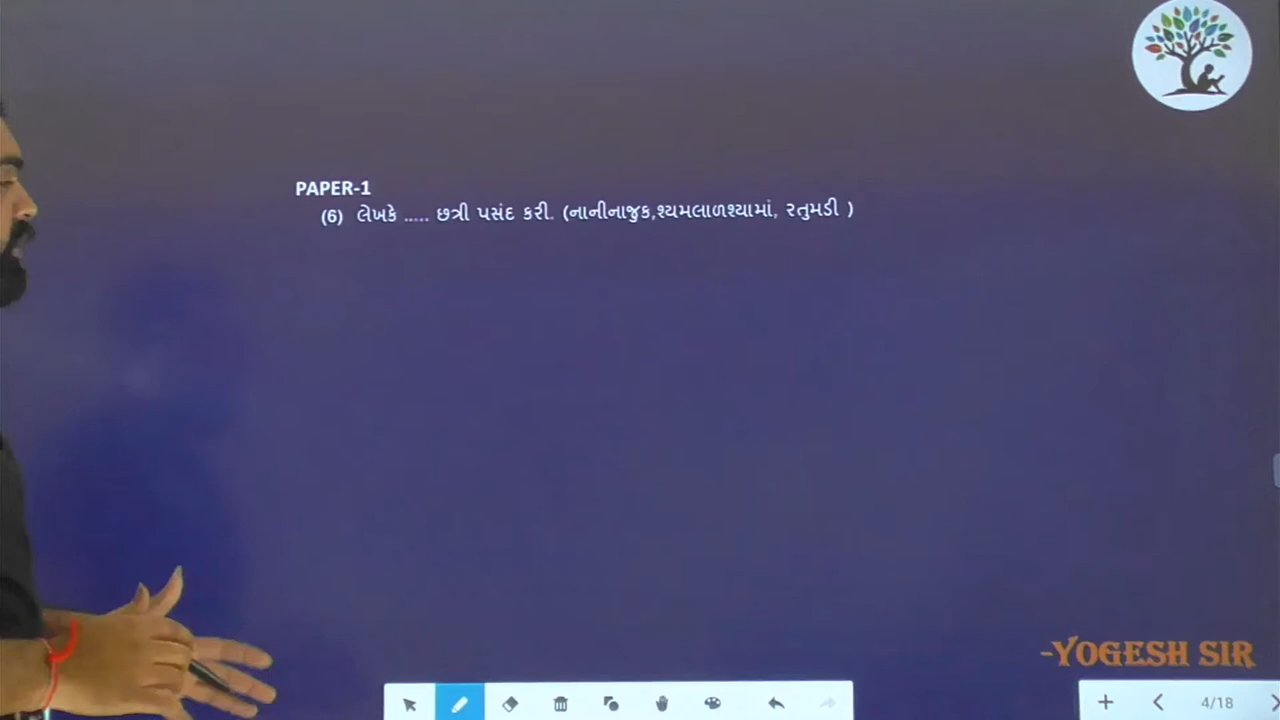 PAPER-1
(6) લેખકે ..... છત્રી પસંદ કરી. (નાનીનાજુક,શ્યમલાળશ્યામાં, રતુમડી )
-YOGESH SIR
4/18